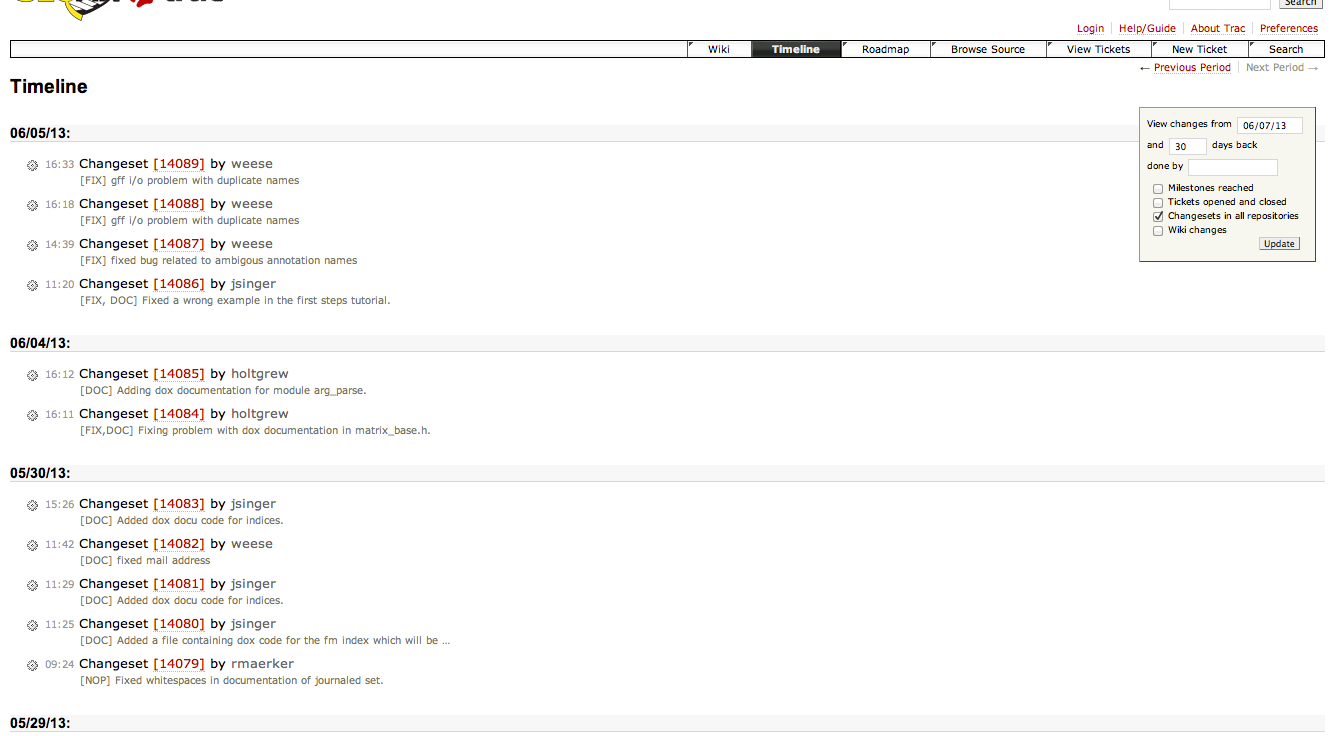 Search
Login Help/Guide About Trac Preferences
Wiki Timeline Roadmap Browse Source View Tickets New Ticket Search
← Previous Period Next Period →
Timeline
View changes from 06/07/13
and 30 days back
done by
Milestones reached
Tickets opened and closed
Changesets in all repositories
Wiki changes
Update
06/05/13:
16:33 Changeset [14089] by weese
[FIX] gff i/o problem with duplicate names
16:18 Changeset [14088] by weese
[FIX] gff i/o problem with duplicate names
14:39 Changeset [14087] by weese
[FIX] fixed bug related to ambigous annotation names
11:20 Changeset [14086] by jsinger
[FIX, DOC] Fixed a wrong example in the first steps tutorial.
06/04/13:
16:12 Changeset [14085] by holtgrew
[DOC] Adding dox documentation for module arg_parse.
16:11 Changeset [14084] by holtgrew
[FIX,DOC] Fixing problem with dox documentation in matrix_base.h.
05/30/13:
15:26 Changeset [14083] by jsinger
[DOC] Added dox docu code for indices.
11:42 Changeset [14082] by weese
[DOC] fixed mail address
11:29 Changeset [14081] by jsinger
[DOC] Added dox docu code for indices.
11:25 Changeset [14080] by jsinger
[DOC] Added a file containing dox code for the fm index which will be ...
09:24 Changeset [14079] by rmaerker
[NOP] Fixed whitespaces in documentation of journaled set.
05/29/13: